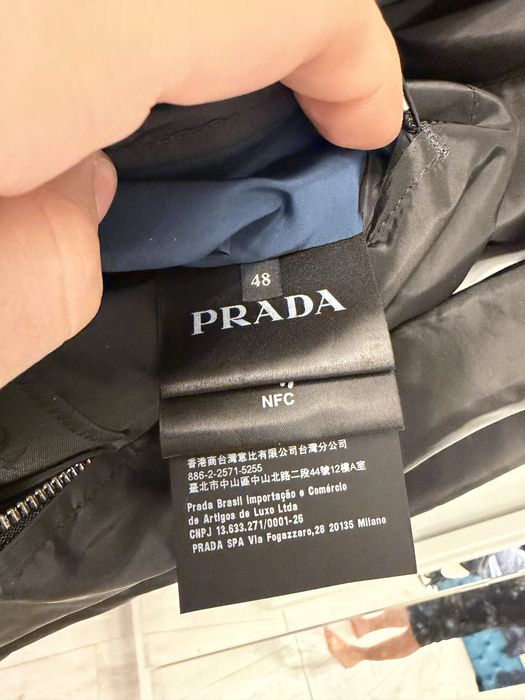 48
PRADA
NFC
香港商台灣意比有限公司台灣分公司
886-2-2571-5255
臺北市中山區中山北路二段44號12樓A室
Prada Brasil Importação e Comércio
de Artigos de Luxo Ltda
CNPJ 13.633.271/0001-26
PRADA SPA Via Fogazzaro,28 20135 Milano